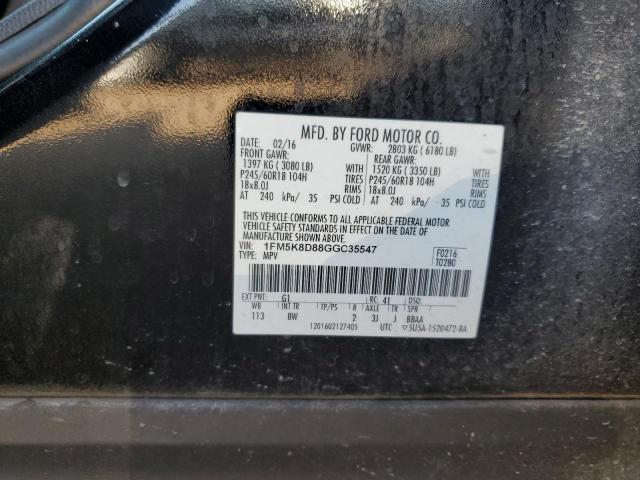 MFD. BY FORD MOTOR CO.
DATE: 02/16 GVWR: 2803 KG ( 6180 LB)
FRONT GAWR: REAR GAWR:
1397 KG ( 3080 LB) 1520 KG ( 3350 LB)
P245/60R18 104H TIRES P245/60R18 104H TIRES
18x8.0J RIMS 18x8.0J RIMS
AT 240 kPa/ 35 PSI COLD AT 240 kPa/ 35 PSI COLD
THIS VEHICLE CONFORMS TO ALL APPLICABLE FEDERAL MOTOR
VEHICLE SAFETY STANDARDS IN EFFECT ON THE DATE OF
MANUFACTURE SHOWN ABOVE.
VIN: 1FM5K8D88GGC35547 F0216
TYPE: MPV T0280
EXT PNT: G1 RC: 41 DSO:
WB INT TR TP/PS R AXLE TR SPR
113 BW 2 3J J BBAA
1201602127405 UTC ▽5U5A-1520472-BA